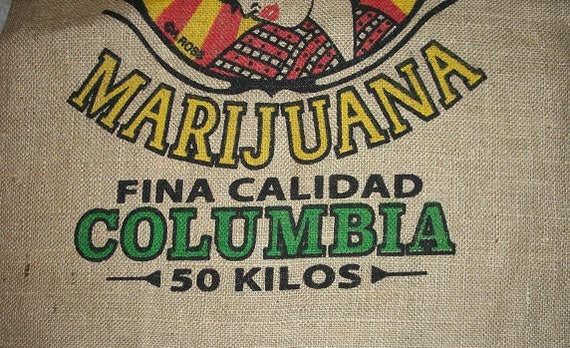 MARIJUANA
FINA CALIDAD
COLUMBIA
50 KILOS